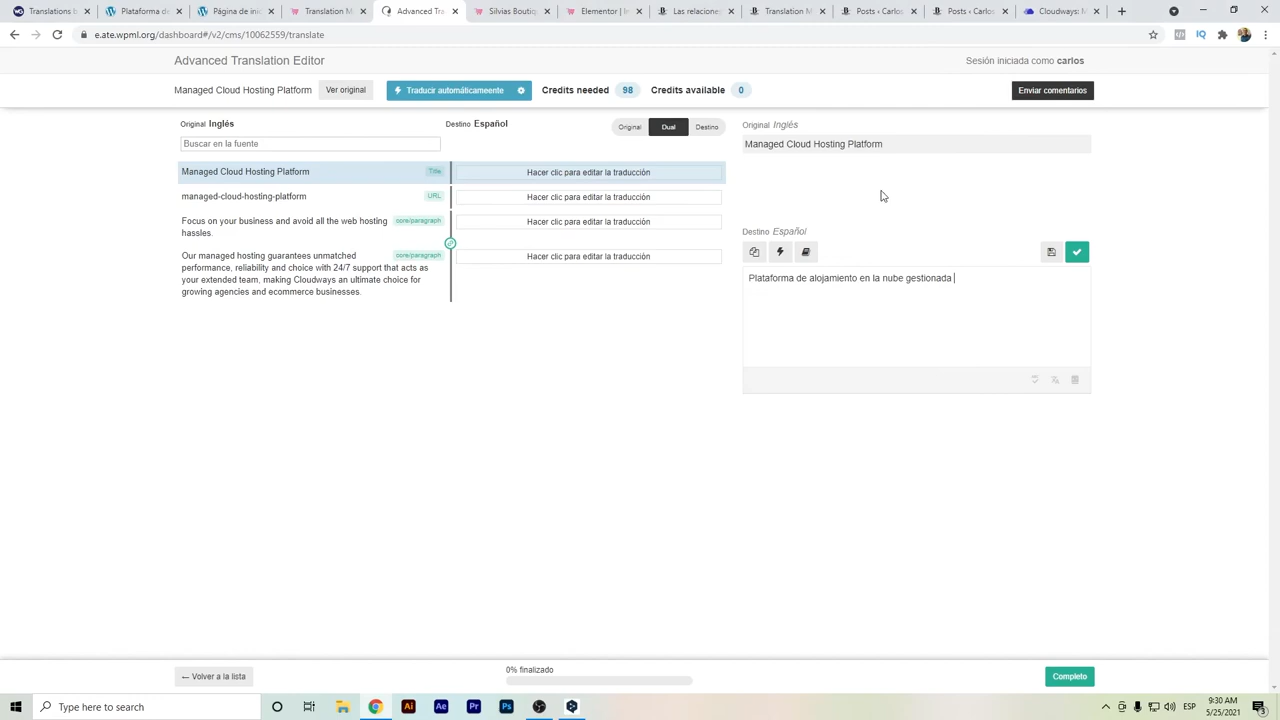 Translations I
Plataforma de
Página de inic
Translation M
Advanced Tra
Silvias Boutiq
Elementor | In
Las relaciones
Translation M
Posts ‹ Carlos
Posts ‹ Carlos
Cloudways M
e.ate.wpml.org/dashboard#/v2/cms/10062559/translate
Advanced Translation Editor
Sesión iniciada como carlos
Managed Cloud Hosting Platform
Ver original
Traducir automáticameente
Credits needed 98
Credits available 0
Enviar comentarios
Original Inglés
Destino Español
Original
Dual
Destino
Buscar en la fuente
Managed Cloud Hosting Platform
Title
Hacer clic para editar la traducción
managed-cloud-hosting-platform
URL
Hacer clic para editar la traducción
Focus on your business and avoid all the web hosting
hassles.
core/paragraph
Hacer clic para editar la traducción
Our managed hosting guarantees unmatched
performance, reliability and choice with 24/7 support that acts as
your extended team, making Cloudways an ultimate choice for
growing agencies and ecommerce businesses.
core/paragraph
Hacer clic para editar la traducción
Original Inglés
Managed Cloud Hosting Platform
Destino Español
Plataforma de alojamiento en la nube gestionada
← Volver a la lista
0% finalizado
Completo
Type here to search
Ai
Ae
Pr
Ps
ESP
9:30 AM
5/25/2021